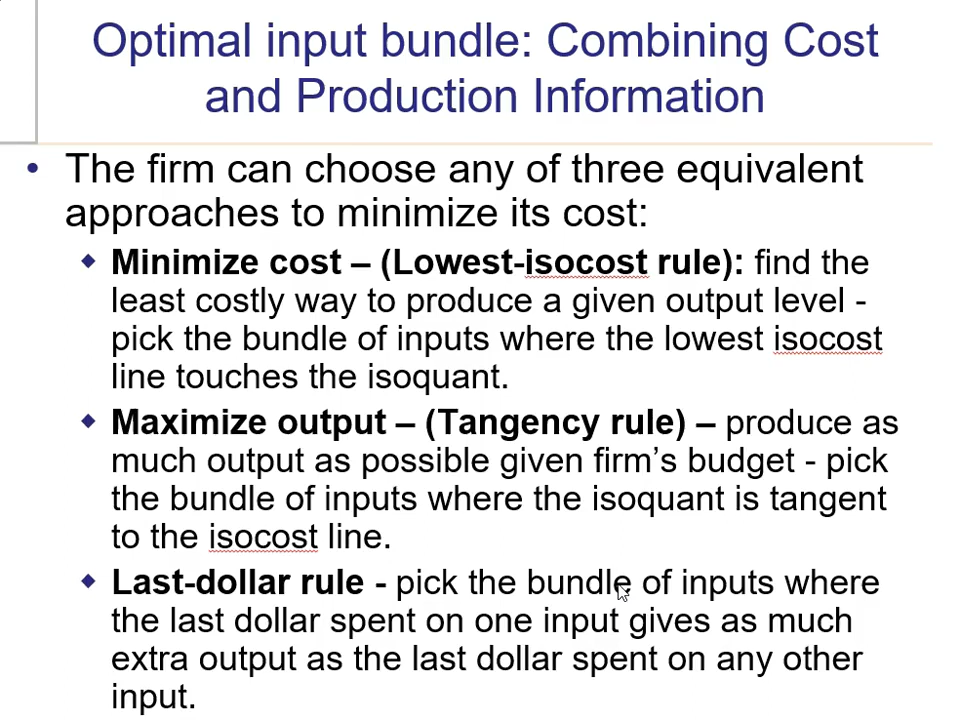 Optimal input bundle: Combining Cost
and Production Information
• The firm can choose any of three equivalent
approaches to minimize its cost:
◆ Minimize cost – (Lowest-isocost rule): find the
least costly way to produce a given output level -
pick the bundle of inputs where the lowest isocost
line touches the isoquant.
◆ Maximize output – (Tangency rule) – produce as
much output as possible given firm’s budget - pick
the bundle of inputs where the isoquant is tangent
to the isocost line.
◆ Last-dollar rule - pick the bundle of inputs where
the last dollar spent on one input gives as much
extra output as the last dollar spent on any other
input.